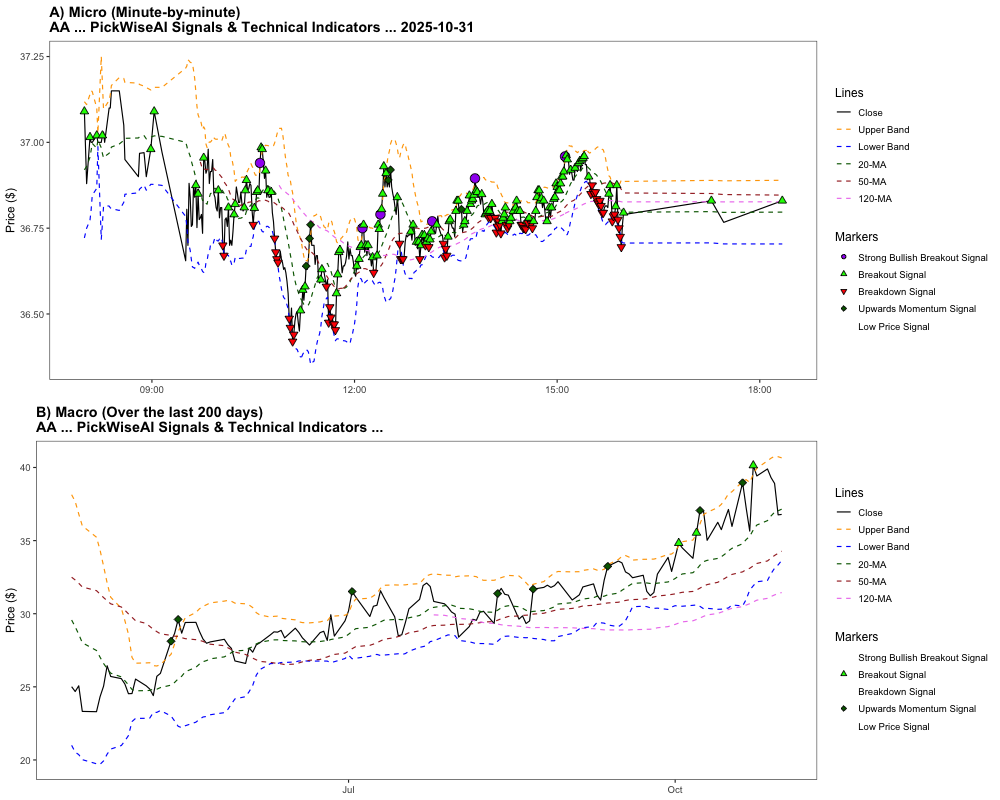 A) Micro (Minute-by-minute)
AA ... PickWiseAI Signals & Technical Indicators ... 2025-10-31
37.25
37.00
36.75
36.50
Price ($)
09:00
12:00
15:00
18:00
Lines
Close
Upper Band
Lower Band
20-MA
50-MA
120-MA
Markers
Strong Bullish Breakout Signal
Breakout Signal
Breakdown Signal
Upwards Momentum Signal
Low Price Signal
B) Macro (Over the last 200 days)
AA ... PickWiseAI Signals & Technical Indicators ...
40
35
30
25
20
Price ($)
Jul
Oct
Lines
Close
Upper Band
Lower Band
20-MA
50-MA
120-MA
Markers
Strong Bullish Breakout Signal
Breakout Signal
Breakdown Signal
Upwards Momentum Signal
Low Price Signal